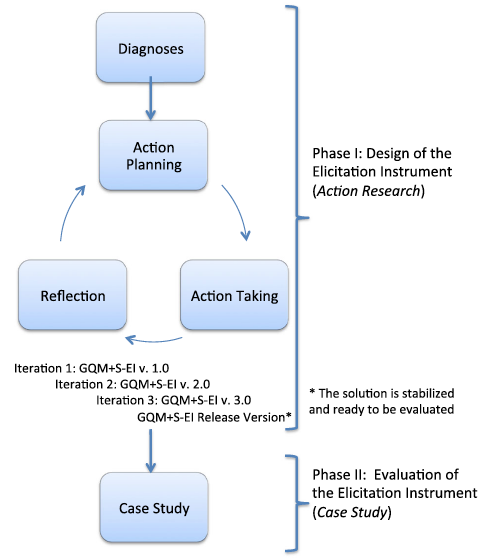 Diagnoses
Action
Planning
Phase I: Design of the
Elicitation Instrument
(Action Research)
Reflection
Action Taking
Iteration 1: GQM+S-EI v. 1.0
Iteration 2: GQM+S-EI v. 2.0
Iteration 3: GQM+S-EI v. 3.0
GQM+S-EI Release Version*
* The solution is stabilized
and ready to be evaluated
Case Study
Phase II: Evaluation of
the Elicitation Instrument
(Case Study)